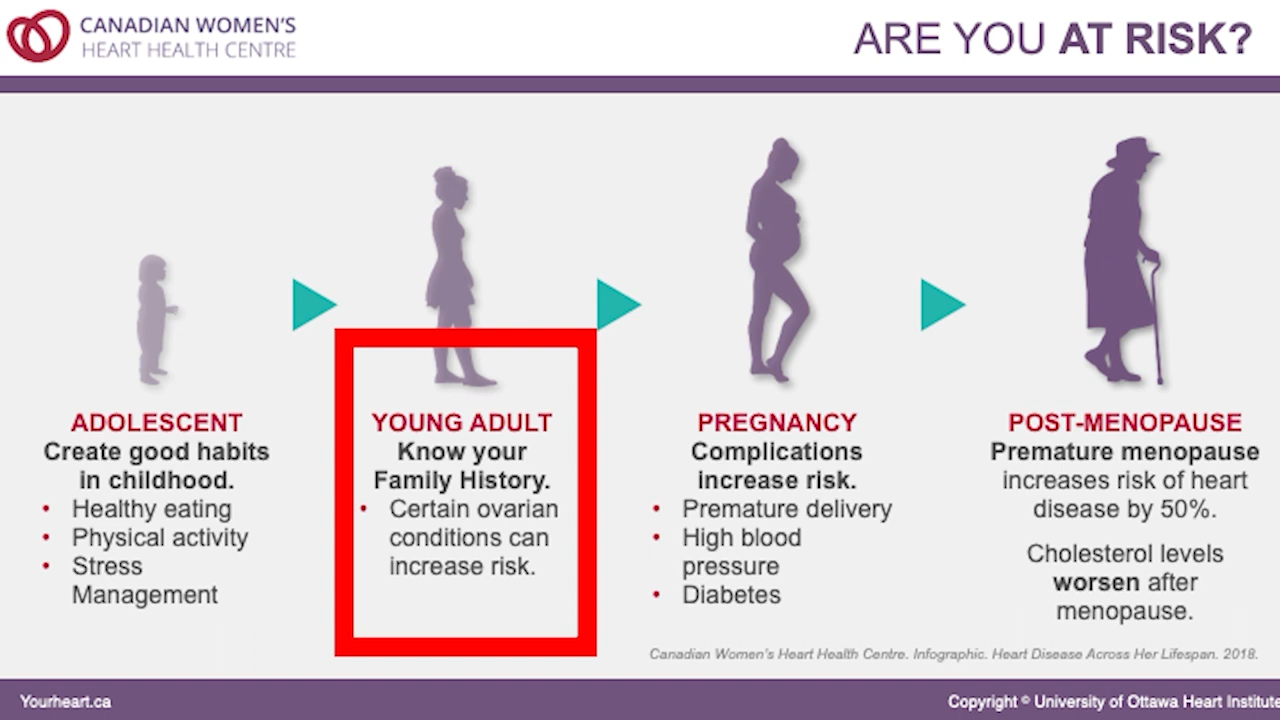 CANADIAN WOMEN'S
HEART HEALTH CENTRE
ARE YOU AT RISK?
ADOLESCENT
Create good habits
in childhood.
• Healthy eating
• Physical activity
• Stress
Management
YOUNG ADULT
Know your
Family History.
• Certain ovarian
conditions can
increase risk.
PREGNANCY
Complications
increase risk.
• Premature delivery
• High blood
pressure
• Diabetes
POST-MENOPAUSE
Premature menopause
increases risk of heart
disease by 50%.
Cholesterol levels
worsen after
menopause.
Canadian Women's Heart Health Centre. Infographic. Heart Disease Across Her Lifespan. 2018.
Yourheart.ca
Copyright © University of Ottawa Heart Institute